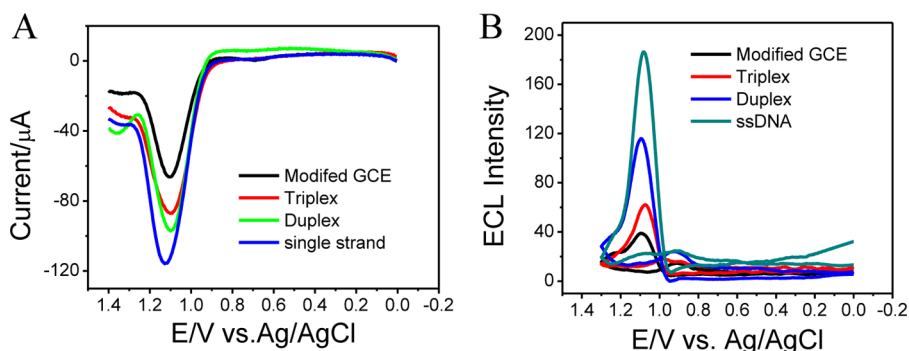 A
0
-40
-80
-120
Current/μA
Modifed GCE
Triplex
Duplex
single strand
1.4 1.2 1.0 0.8 0.6 0.4 0.2 0.0 -0.2
E/V vs.Ag/AgCl
B
200
160
120
80
40
0
ECL Intensity
Modified GCE
Triplex
Duplex
ssDNA
1.4 1.2 1.0 0.8 0.6 0.4 0.2 0.0 -0.2
E/V vs. Ag/AgCl